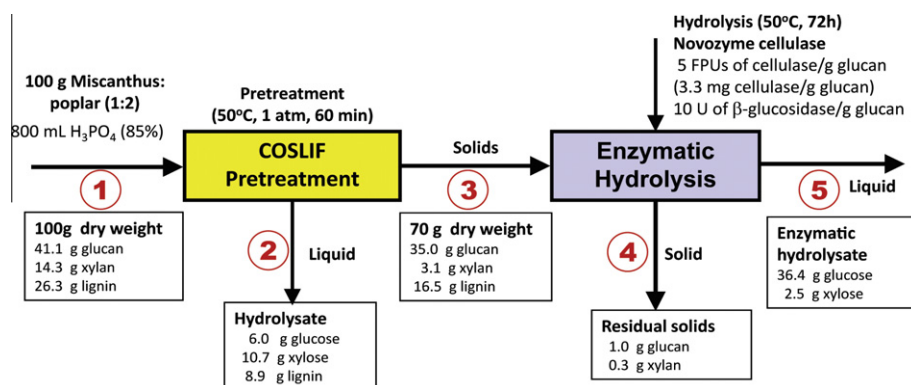 100 g Miscanthus:
poplar (1:2)
800 mL H₃PO₄ (85%)
1
100g dry weight
41.1 g glucan
14.3 g xylan
26.3 g lignin
Pretreatment
(50°C, 1 atm, 60 min)
COSLIF
Pretreatment
2
Liquid
Hydrolysate
6.0 g glucose
10.7 g xylose
8.9 g lignin
Solids
3
70 g dry weight
35.0 g glucan
3.1 g xylan
16.5 g lignin
Hydrolysis (50°C, 72h)
Novozyme cellulase
5 FPUs of cellulase/g glucan
(3.3 mg cellulase/g glucan)
10 U of β-glucosidase/g glucan
Enzymatic
Hydrolysis
4
Solid
Residual solids
1.0 g glucan
0.3 g xylan
5
Liquid
Enzymatic
hydrolysate
36.4 g glucose
2.5 g xylose